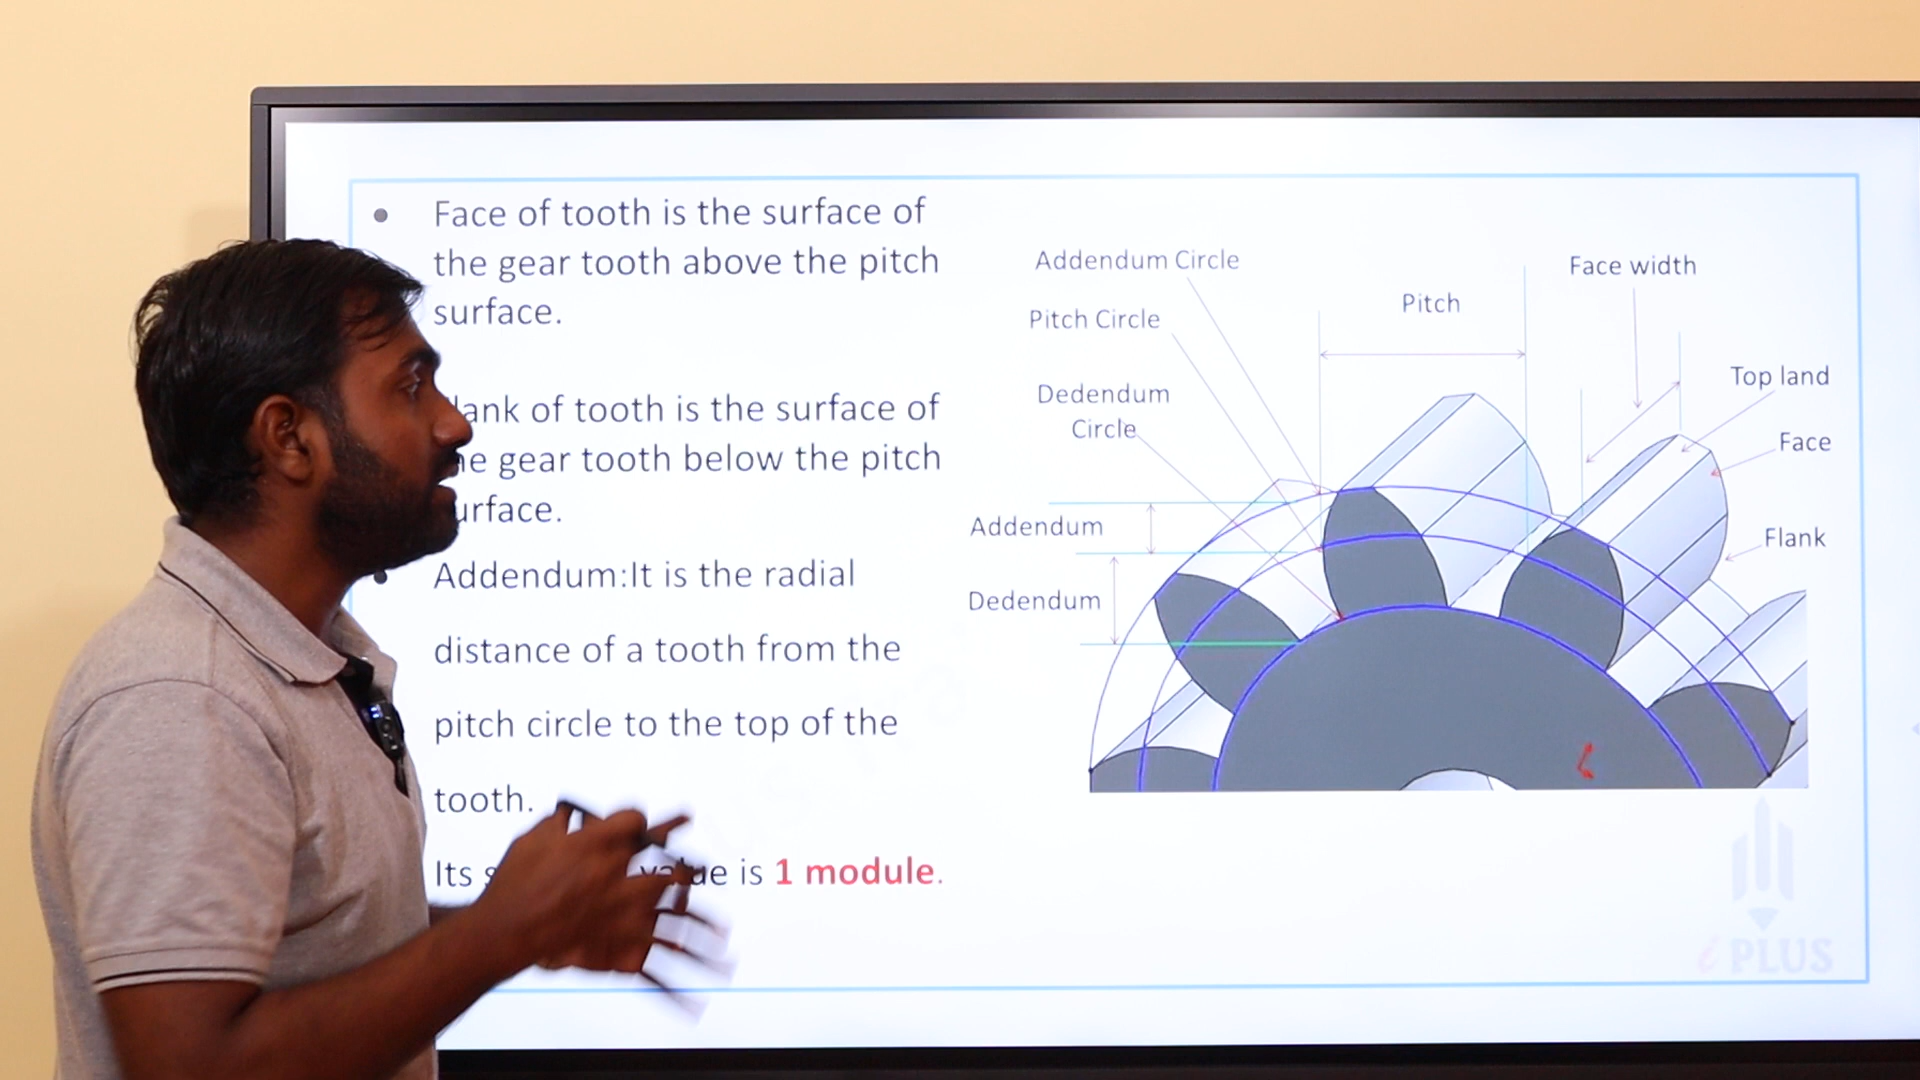 Face of tooth is the surface of
the gear tooth above the pitch
surface.
of tooth is the surface of
gear tooth below the pitch
Addendum:It is the radial
distance of a tooth from the
pitch circle to the top of the
tooth.
Its value is 1 module.
Addendum Circle
Pitch Circle
Dedendum
Circle
Addendum
Dedendum
Pitch
Face width
Top land
Face
Flank
i PLUS